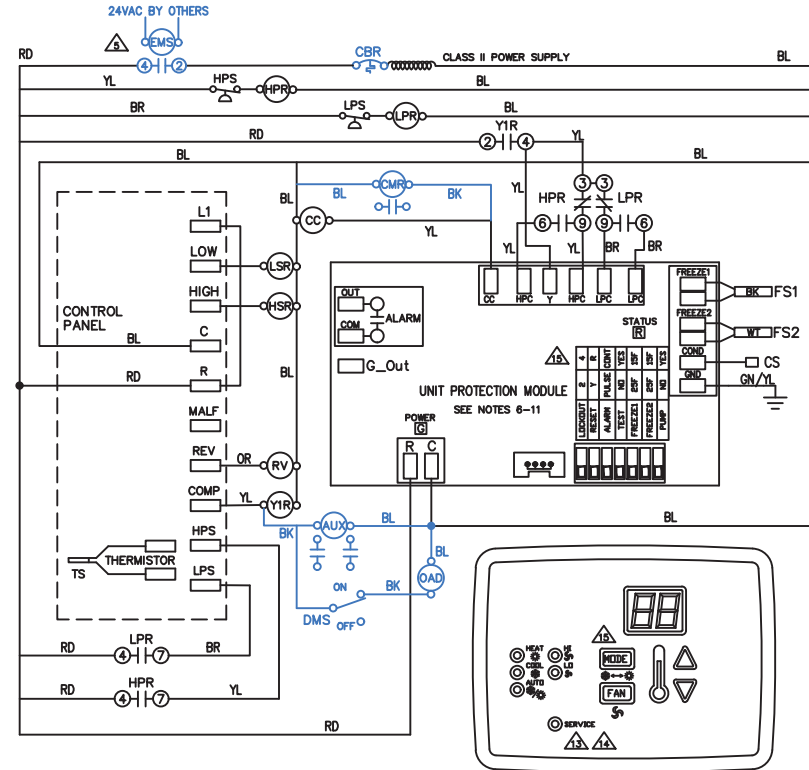 24VAC BY OTHERS
5
EMS
CBR
CLASS II POWER SUPPLY
RD
4
2
BL
YL
HPS
HPR
BL
BR
LPS
LPR
BL
RD
Y1R
2
4
YL
BL
BL
BL
CMR
BK
BL
YL
HPR
3
3
LPR
CC
YL
6
9
9
6
YL
YL
BR
BR
L1
LOW
LSR
HIGH
HSR
CONTROL
PANEL
C
BL
R
RD
BL
MALF
REV
OR
RV
COMP
YL
Y1R
HPS
THERMISTOR
TS
LPS
CC
HPC
Y
HPC
LPC
LPC
OUT
COM
ALARM
G_Out
STATUS
R
FREEZE1
BK
FS1
FREEZE2
WT
FS2
COND
CS
GND
GN/YL
15
UNIT PROTECTION MODULE
SEE NOTES 6-11
LOCKOUT 2 4
RESET Y R
ALARM PULSE CONT
TEST NO YES
FREEZE1 25F 15F
FREEZE2 25F 15F
PUMP NO YES
POWER
G
R
C
BK
AUX
BL
BL
BL
OAD
ON
BK
DMS
OFF
LPR
RD
4
7
BR
HPR
RD
4
7
YL
RD
88
15
HEAT
HI
COOL
LO
AUTO
MODE
FAN
SERVICE
13
14